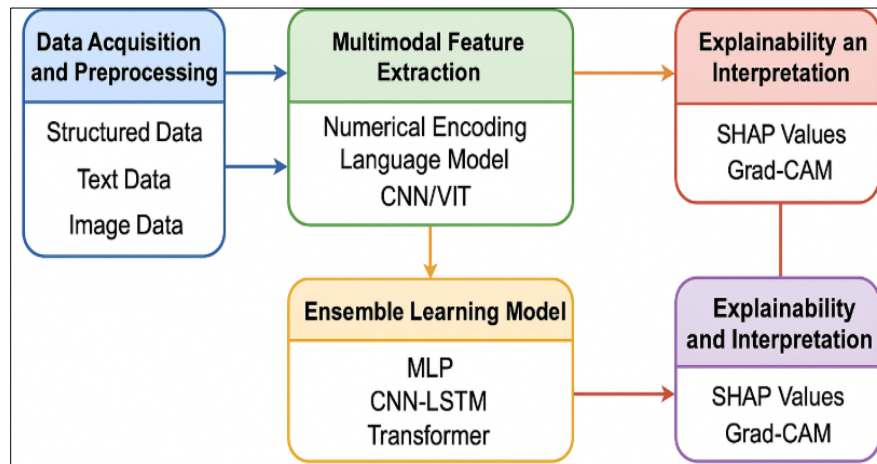 Data Acquisition
and Preprocessing
Structured Data
Text Data
Image Data
Multimodal Feature
Extraction
Numerical Encoding
Language Model
CNN/VIT
Explainability an
Interpretation
SHAP Values
Grad-CAM
Ensemble Learning Model
MLP
CNN-LSTM
Transformer
Explainability
and Interpretation
SHAP Values
Grad-CAM